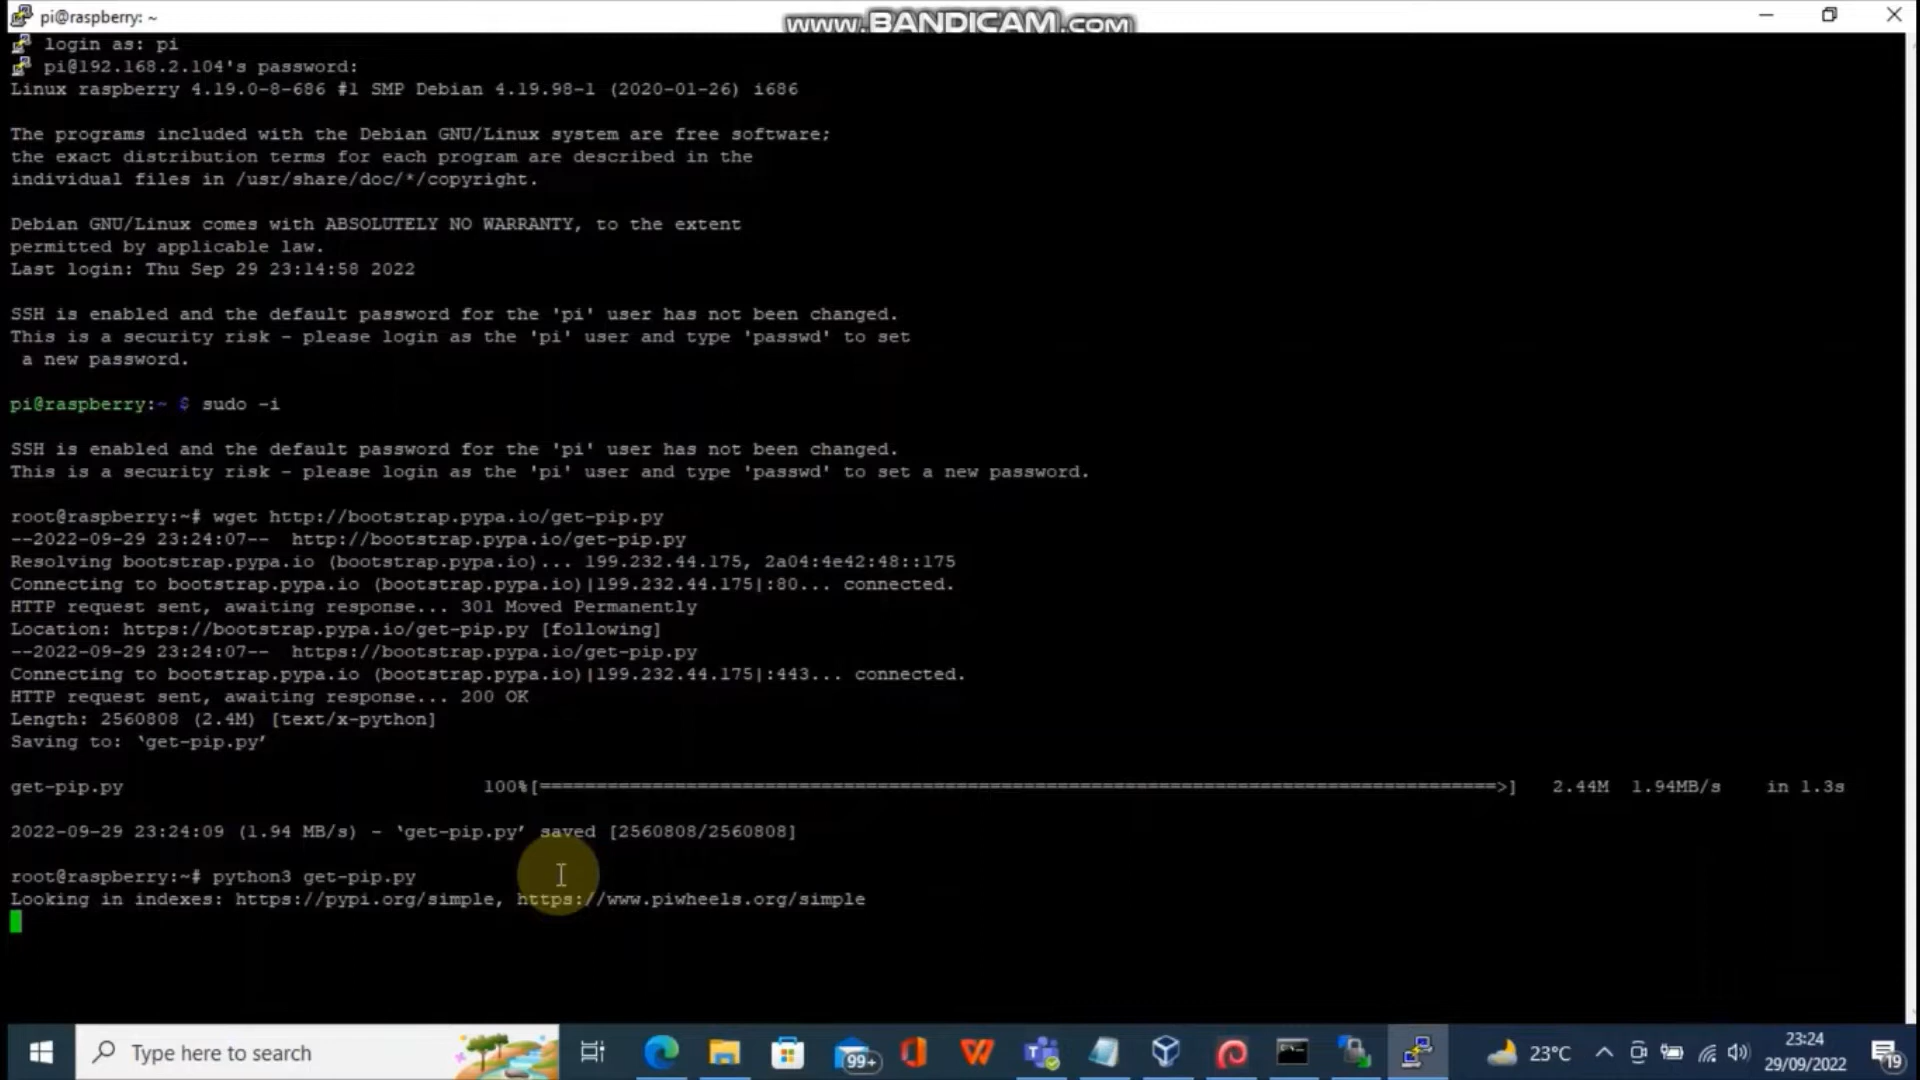 pi@raspberry: ~
www.BANDICAM.com
login as: pi
pi@192.168.2.104's password:
Linux raspberry 4.19.0-8-686 #1 SMP Debian 4.19.98-1 (2020-01-26) i686
The programs included with the Debian GNU/Linux system are free software;
the exact distribution terms for each program are described in the
individual files in /usr/share/doc/*/copyright.
Debian GNU/Linux comes with ABSOLUTELY NO WARRANTY, to the extent
permitted by applicable law.
Last login: Thu Sep 29 23:14:58 2022
SSH is enabled and the default password for the 'pi' user has not been changed.
This is a security risk - please login as the 'pi' user and type 'passwd' to set
a new password.
pi@raspberry:~ $ sudo -i
SSH is enabled and the default password for the 'pi' user has not been changed.
This is a security risk - please login as the 'pi' user and type 'passwd' to set a new password.
root@raspberry:~# wget http://bootstrap.pypa.io/get-pip.py
--2022-09-29 23:24:07--  http://bootstrap.pypa.io/get-pip.py
Resolving bootstrap.pypa.io (bootstrap.pypa.io)... 199.232.44.175, 2a04:4e42:48::175
Connecting to bootstrap.pypa.io (bootstrap.pypa.io)|199.232.44.175|:80... connected.
HTTP request sent, awaiting response... 301 Moved Permanently
Location: https://bootstrap.pypa.io/get-pip.py [following]
--2022-09-29 23:24:07--  https://bootstrap.pypa.io/get-pip.py
Connecting to bootstrap.pypa.io (bootstrap.pypa.io)|199.232.44.175|:443... connected.
HTTP request sent, awaiting response... 200 OK
Length: 2560808 (2.4M) [text/x-python]
Saving to: ‘get-pip.py’
get-pip.py 100%[=====================================================================================>] 2.44M 1.94MB/s in 1.3s
2022-09-29 23:24:09 (1.94 MB/s) - ‘get-pip.py’ saved [2560808/2560808]
root@raspberry:~# python3 get-pip.py
Looking in indexes: https://pypi.org/simple, https://www.piwheels.org/simple
Type here to search
99+
23°C
23:24
29/09/2022
19